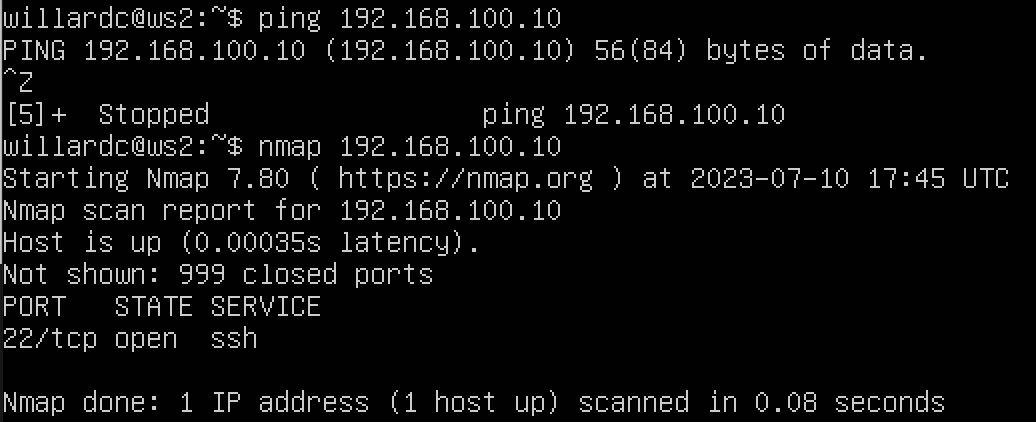 willardc@ws2:~$ ping 192.168.100.10
PING 192.168.100.10 (192.168.100.10) 56(84) bytes of data.
^Z
[5]+  Stopped                 ping 192.168.100.10
willardc@ws2:~$ nmap 192.168.100.10
Starting Nmap 7.80 ( https://nmap.org ) at 2023-07-10 17:45 UTC
Nmap scan report for 192.168.100.10
Host is up (0.00035s latency).
Not shown: 999 closed ports
PORT   STATE SERVICE
22/tcp open  ssh

Nmap done: 1 IP address (1 host up) scanned in 0.08 seconds